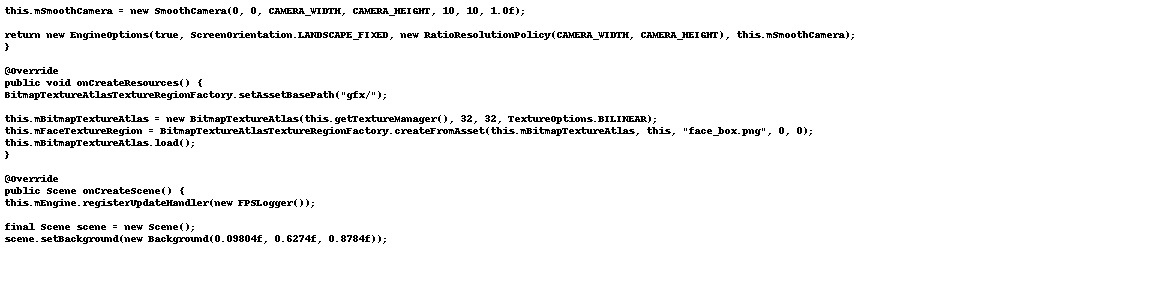 this.mSmoothCamera = new SmoothCamera(0, 0, CAMERA_WIDTH, CAMERA_HEIGHT, 10, 10, 1.0f);
return new EngineOptions(true, ScreenOrientation.LANDSCAPE_FIXED, new RatioResolutionPolicy(CAMERA_WIDTH, CAMERA_HEIGHT), this.mSmoothCamera);
}
@Override
public void onCreateResources() {
BitmapTextureAtlasTextureRegionFactory.setAssetBasePath("gfx/");
this.mBitmapTextureAtlas = new BitmapTextureAtlas(this.getTextureManager(), 32, 32, TextureOptions.BILINEAR);
this.mFaceTextureRegion = BitmapTextureAtlasTextureRegionFactory.createFromAsset(this.mBitmapTextureAtlas, this, "face_box.png", 0, 0);
this.mBitmapTextureAtlas.load();
}
@Override
public Scene onCreateScene() {
this.mEngine.registerUpdateHandler(new FPSLogger());
final Scene scene = new Scene();
scene.setBackground(new Background(0.09804f, 0.6274f, 0.8784f));